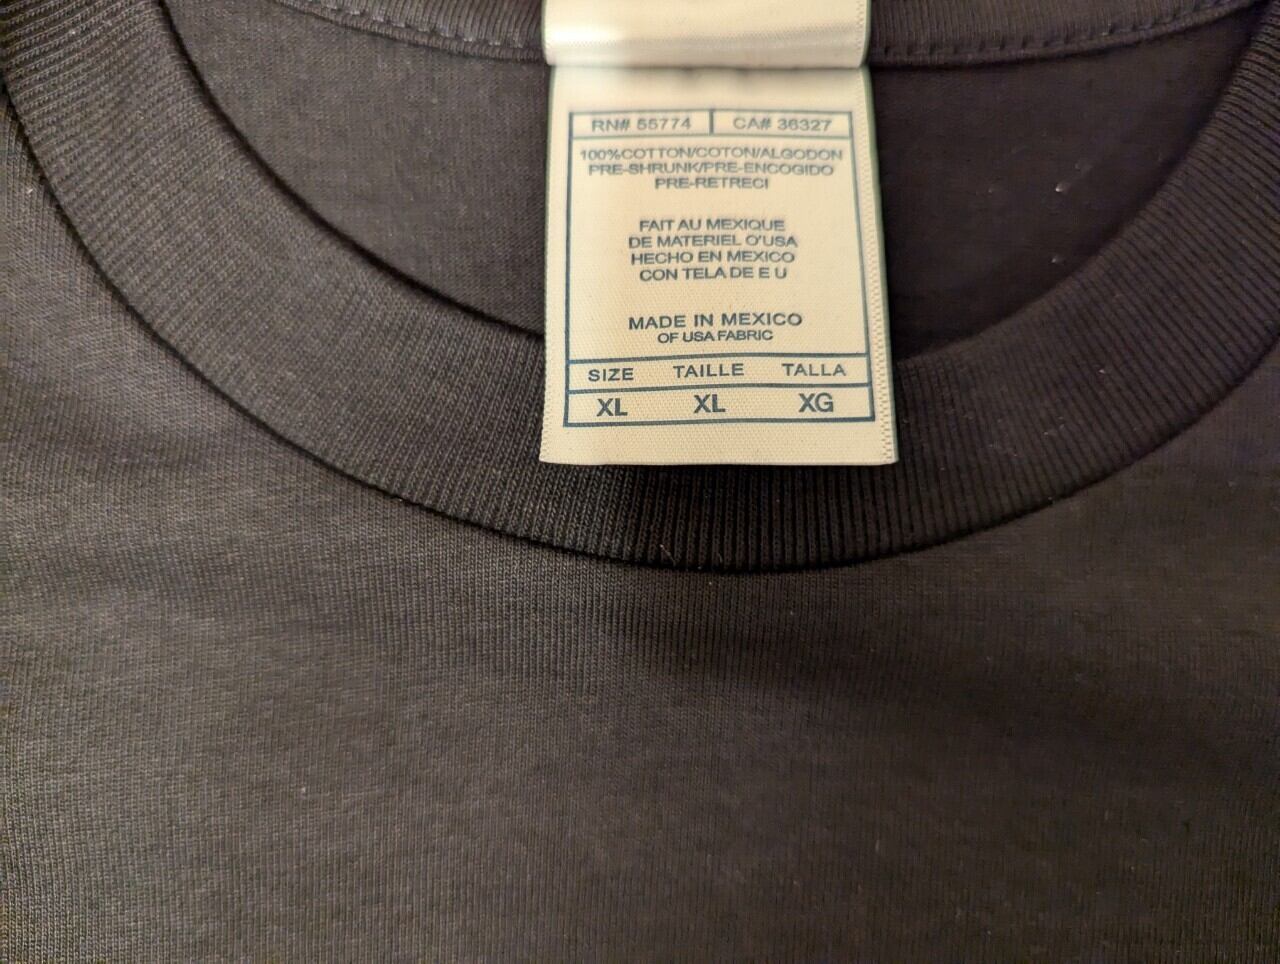 RN# 55774 CA# 36327
100%COTTON/COTON/ALGODON
PRE-SHRUNK/PRE-ENCOGIDO
PRE-RETRECI
FAIT AU MEXIQUE
DE MATERIEL O'USA
HECHO EN MEXICO
CON TELA DE E U
MADE IN MEXICO
OF USA FABRIC
SIZE TAILLE TALLA
XL XL XG